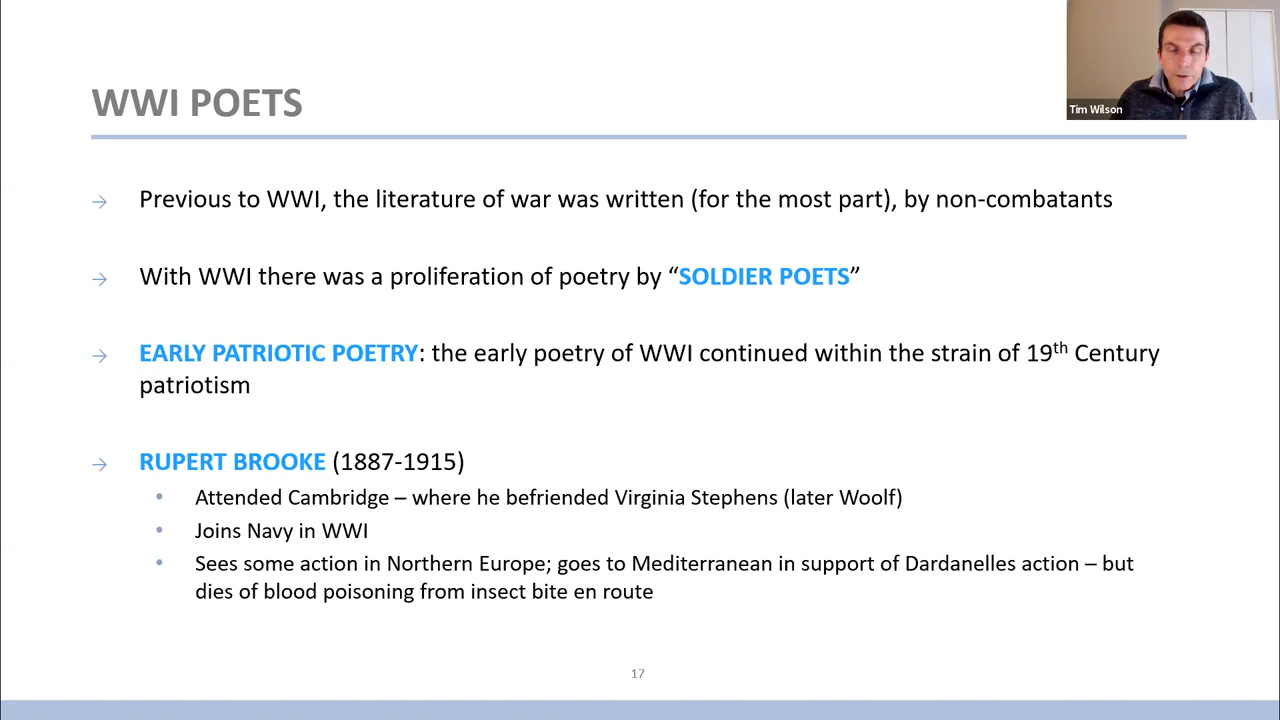 WWI POETS
Tim Wilson
→ Previous to WWI, the literature of war was written (for the most part), by non-combatants
→ With WWI there was a proliferation of poetry by “SOLDIER POETS”
→ EARLY PATRIOTIC POETRY: the early poetry of WWI continued within the strain of 19th Century
patriotism
→ RUPERT BROOKE (1887-1915)
• Attended Cambridge – where he befriended Virginia Stephens (later Woolf)
• Joins Navy in WWI
• Sees some action in Northern Europe; goes to Mediterranean in support of Dardanelles action – but
dies of blood poisoning from insect bite en route
17